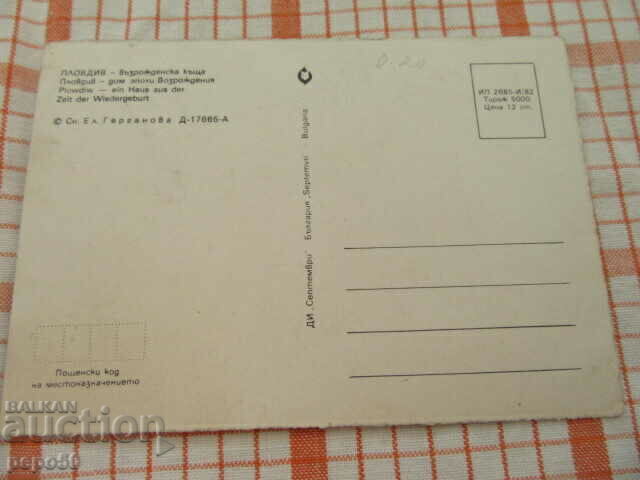 ПЛОВДИВ – Възрожденска къща
Пловдив – дом эпохи Возрождения
Plowdiw – ein Haus aus der
Zeit der Wiedergeburt
© Сн. Ел. Герганова Д-17665-А
0.20
ИП 2685-И/82
Тираж 5000
Цена 12 ст.
ДИ „Септември" България „Septemvri" Bulgaria
Пощенски код
на местоназначението
BALKAN
auction
pepo50